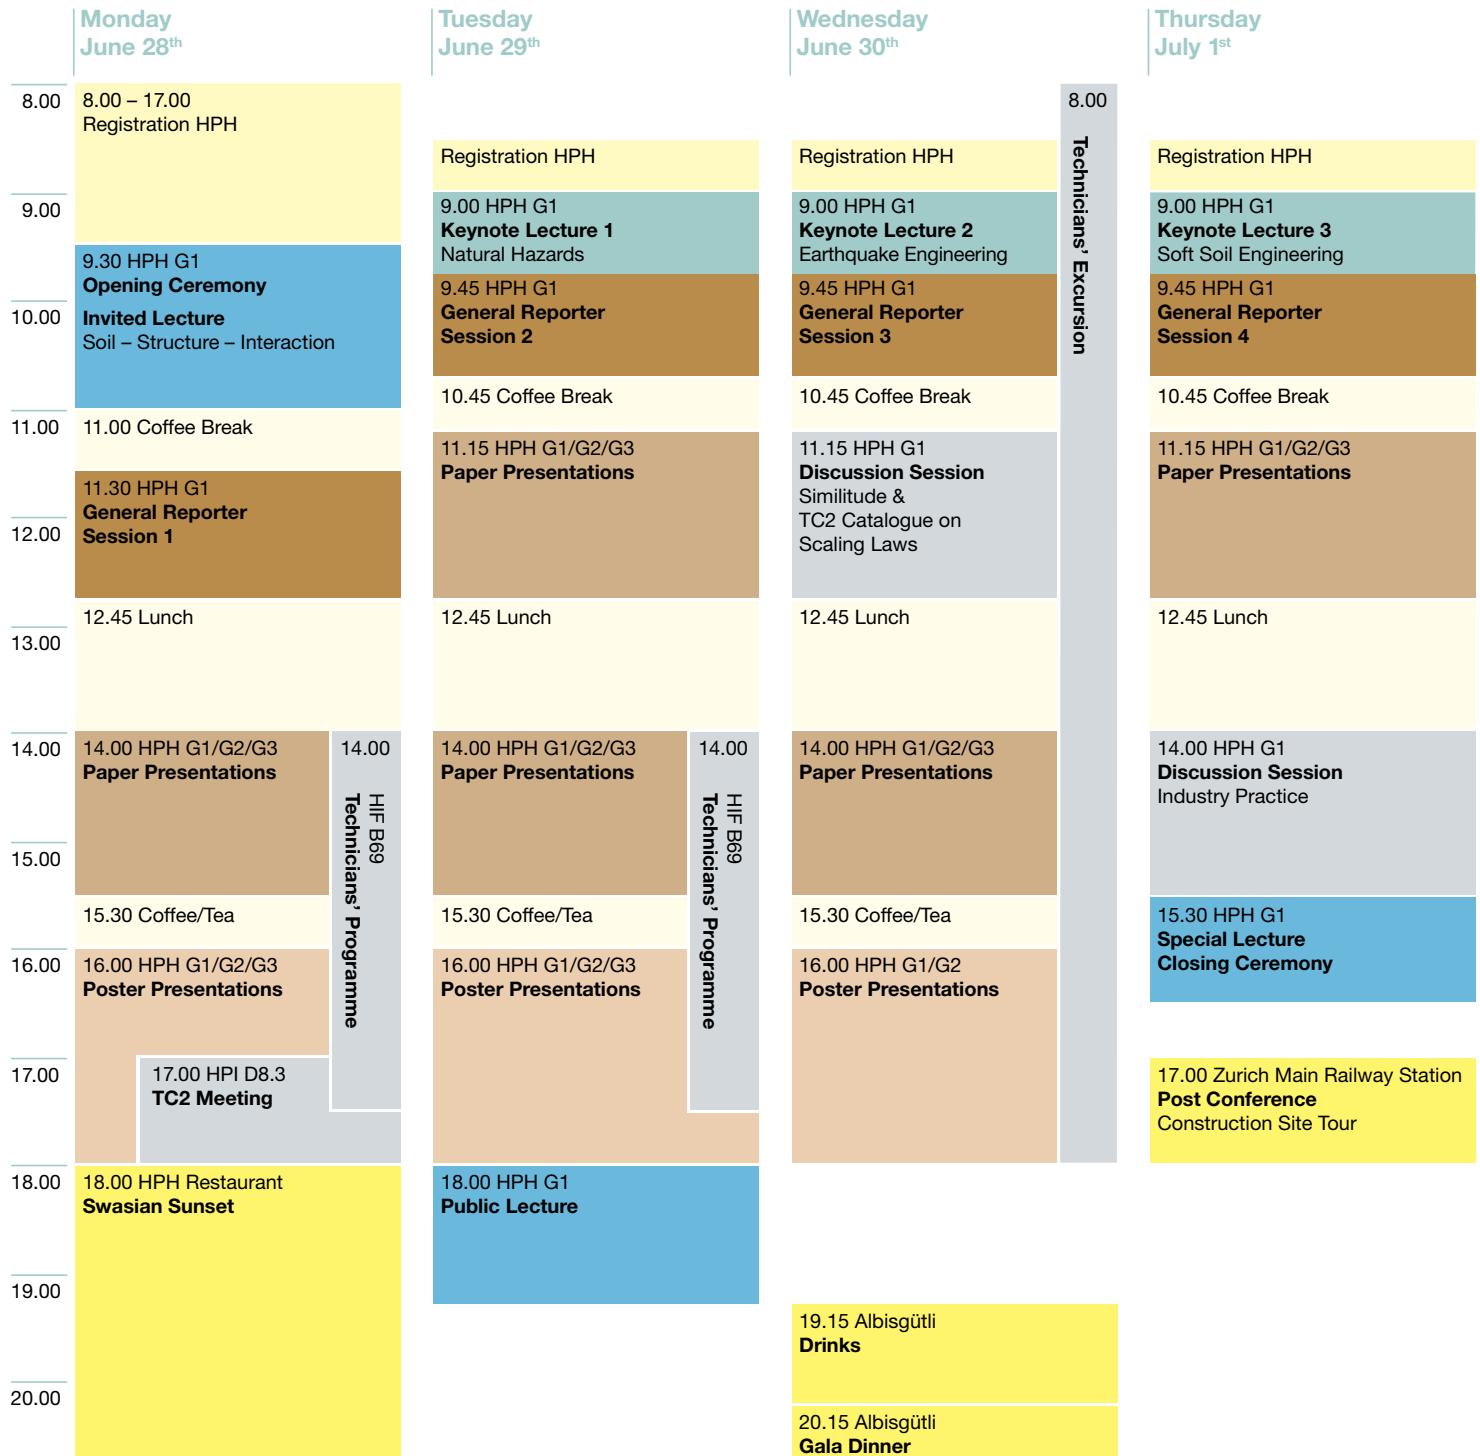 Monday
June 28th
Tuesday
June 29th
Wednesday
June 30th
Thursday
July 1st
8.00
9.00
10.00
11.00
12.00
13.00
14.00
15.00
16.00
17.00
18.00
19.00
20.00
8.00 – 17.00
Registration HPH
9.30 HPH G1
Opening Ceremony
Invited Lecture
Soil – Structure – Interaction
11.00 Coffee Break
11.30 HPH G1
General Reporter
Session 1
12.45 Lunch
14.00 HPH G1/G2/G3
Paper Presentations
14.00
HIF B69
Technicians’ Programme
15.30 Coffee/Tea
16.00 HPH G1/G2/G3
Poster Presentations
17.00 HPI D8.3
TC2 Meeting
18.00 HPH Restaurant
Swasian Sunset
Registration HPH
9.00 HPH G1
Keynote Lecture 1
Natural Hazards
9.45 HPH G1
General Reporter
Session 2
10.45 Coffee Break
11.15 HPH G1/G2/G3
Paper Presentations
12.45 Lunch
14.00 HPH G1/G2/G3
Paper Presentations
14.00
HIF B69
Technicians’ Programme
15.30 Coffee/Tea
16.00 HPH G1/G2/G3
Poster Presentations
18.00 HPH G1
Public Lecture
Registration HPH
9.00 HPH G1
Keynote Lecture 2
Earthquake Engineering
9.45 HPH G1
General Reporter
Session 3
10.45 Coffee Break
11.15 HPH G1
Discussion Session
Similitude &
TC2 Catalogue on
Scaling Laws
12.45 Lunch
14.00 HPH G1/G2/G3
Paper Presentations
15.30 Coffee/Tea
16.00 HPH G1/G2
Poster Presentations
8.00
Technicians’ Excursion
19.15 Albisgütli
Drinks
20.15 Albisgütli
Gala Dinner
Registration HPH
9.00 HPH G1
Keynote Lecture 3
Soft Soil Engineering
9.45 HPH G1
General Reporter
Session 4
10.45 Coffee Break
11.15 HPH G1/G2/G3
Paper Presentations
12.45 Lunch
14.00 HPH G1
Discussion Session
Industry Practice
15.30 HPH G1
Special Lecture
Closing Ceremony
17.00 Zurich Main Railway Station
Post Conference
Construction Site Tour